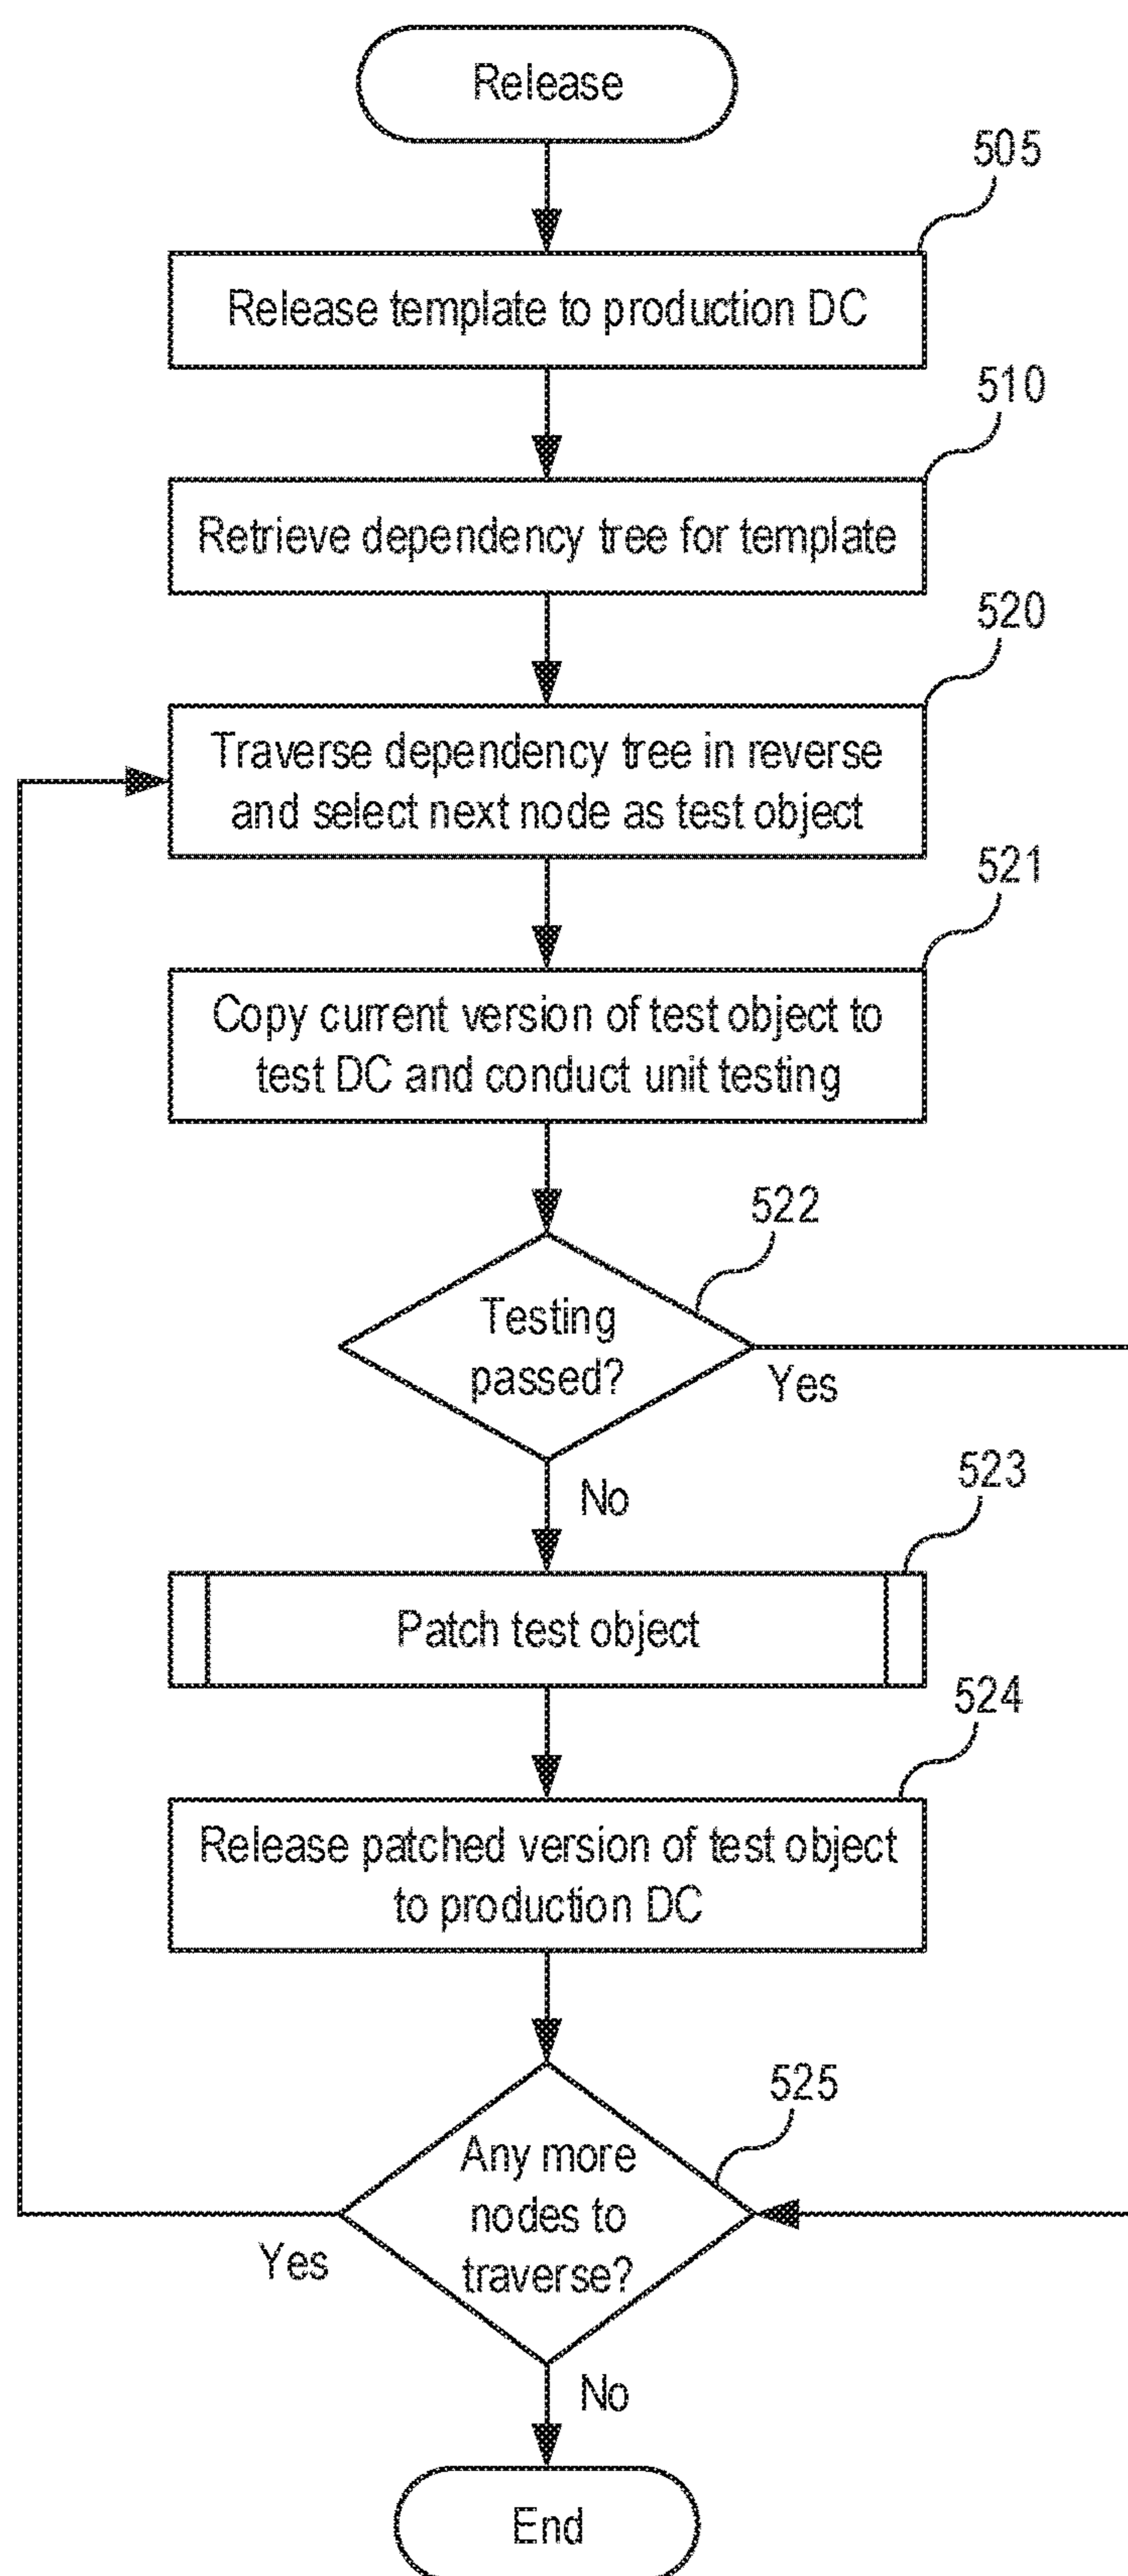 Release
505
Release template to production DC
510
Retrieve dependency tree for template
520
Traverse dependency tree in reverse
and select next node as test object
521
Copy current version of test object to
test DC and conduct unit testing
522
Testing
passed?
Yes
No
523
Patch test object
524
Release patched version of test object
to production DC
525
Any more
nodes to
traverse?
Yes
No
End